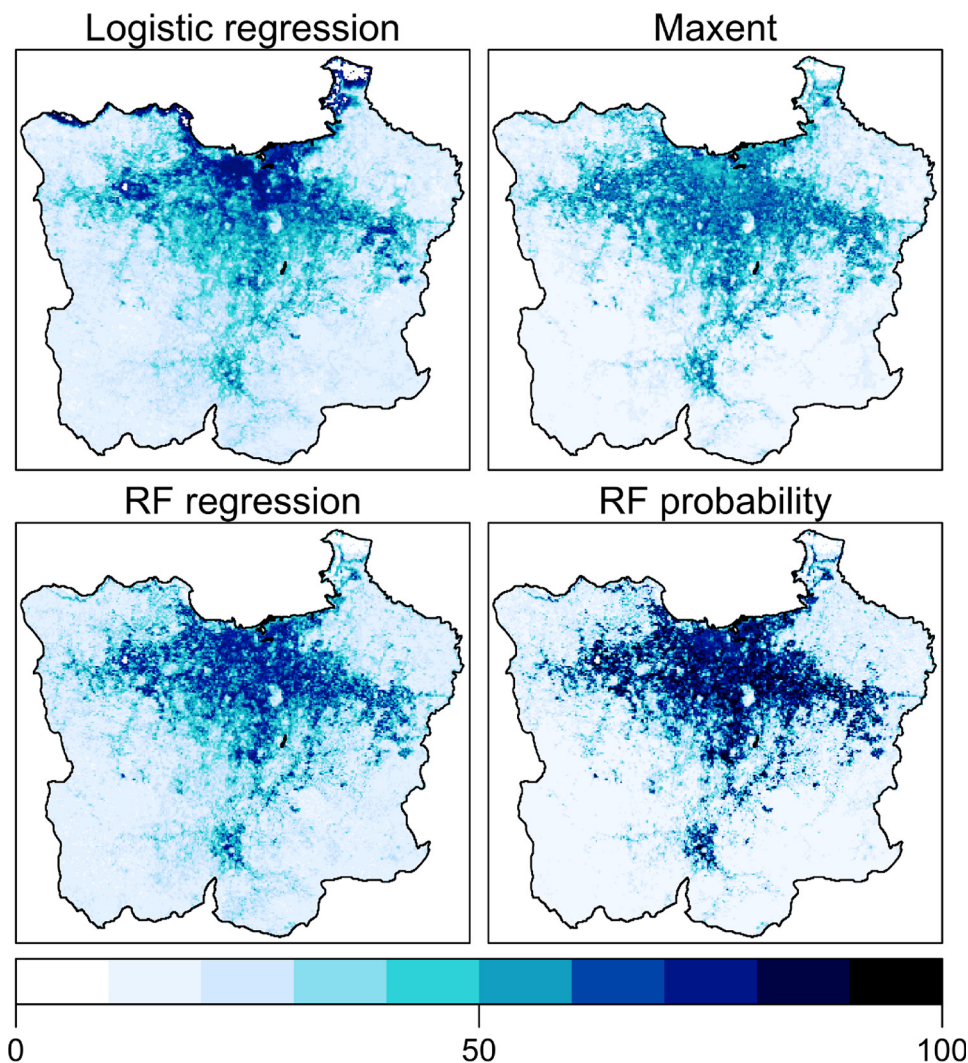 Logistic regression
Maxent
RF regression
RF probability
0 50 100